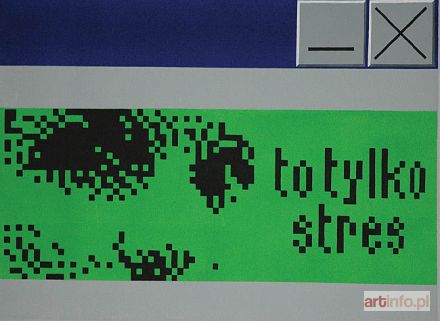 to tylko
stres
artinfo.pl